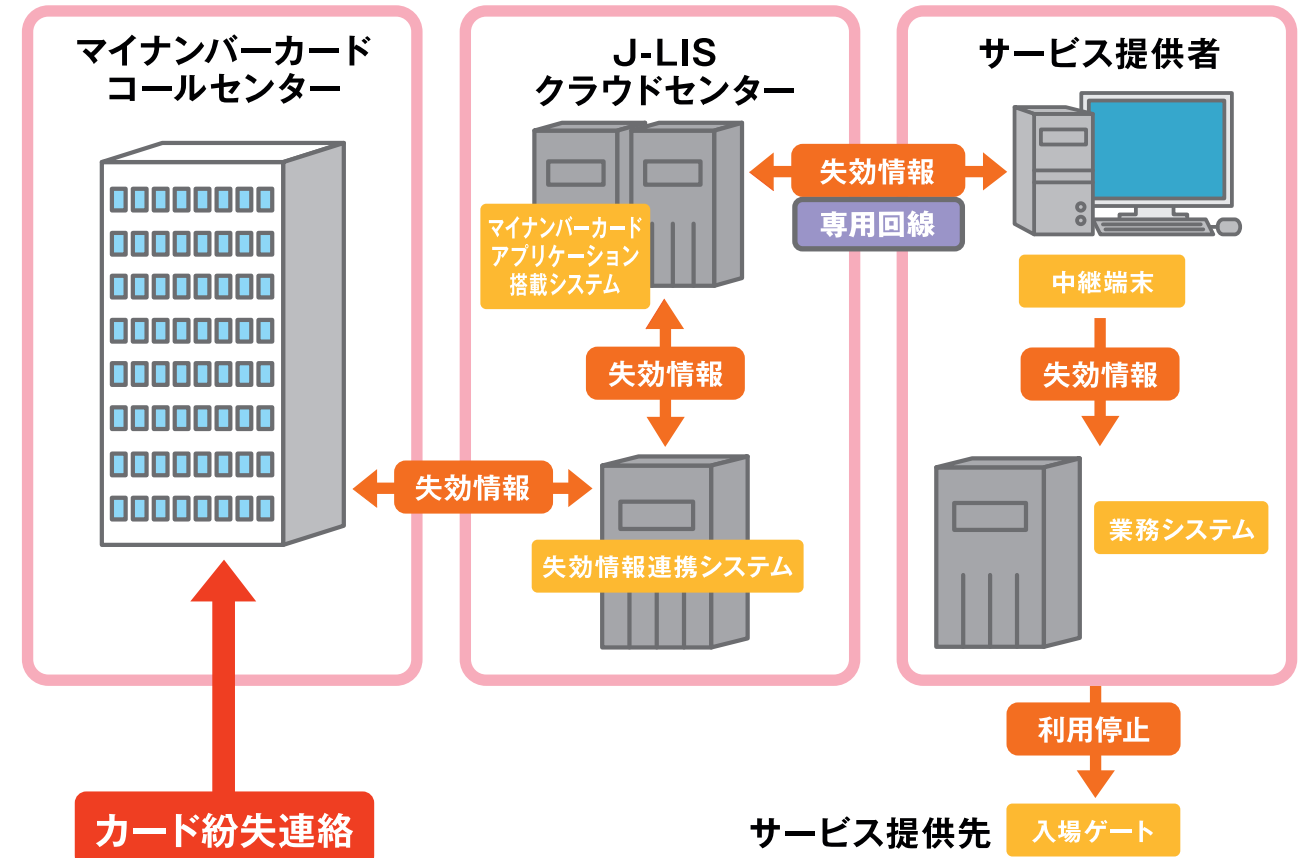 マイナンバーカード
コールセンター
カード紛失連絡
失効情報
J-LIS
クラウドセンター
マイナンバーカード
アプリケーション
搭載システム
失効情報
失効情報連携システム
失効情報
専用回線
サービス提供者
中継端末
失効情報
業務システム
利用停止
サービス提供先
入場ゲート